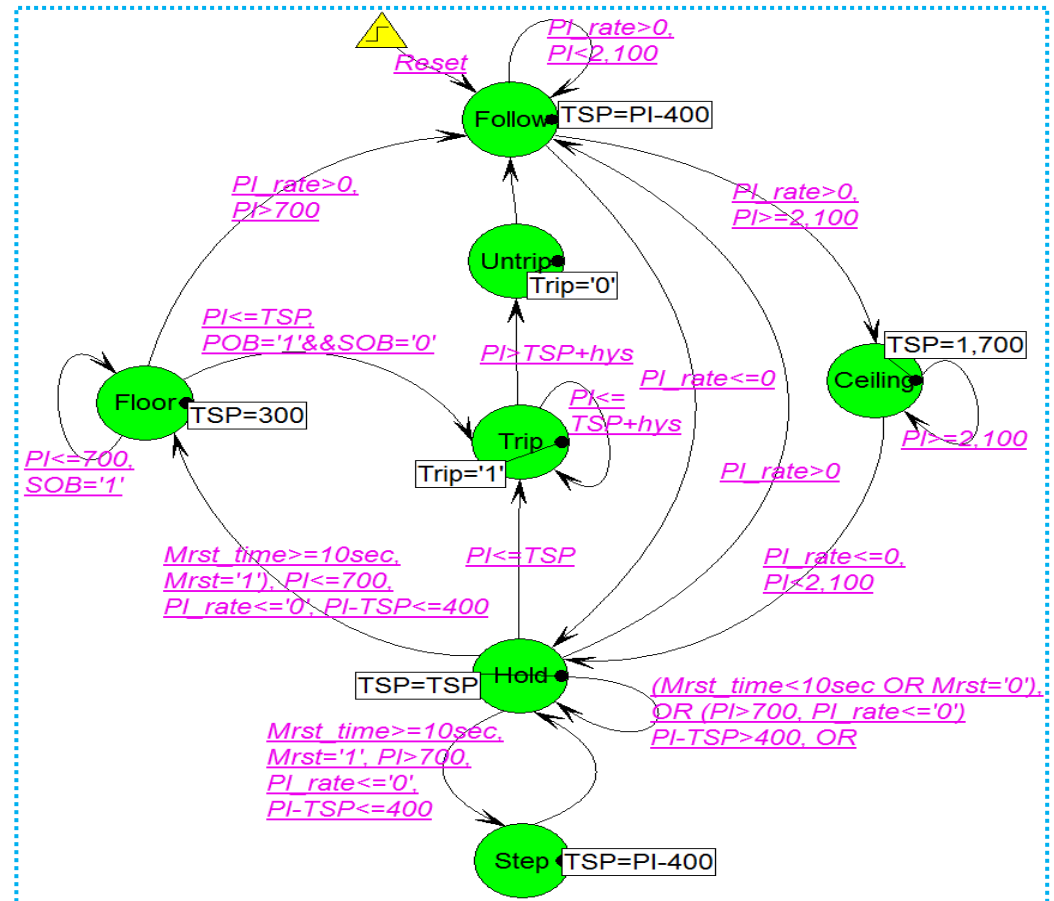 PI_rate>0,
PI<2,100
Reset
Follow
TSP=PI-400
PI_rate>0,
PI>700
PI_rate>0,
PI>=2,100
Untrip
Trip='0'
PI<=TSP,
POB='1'&&SOB='0'
PI>TSP+hys
PI_rate<=0
TSP=1,700
Ceiling
PI>=2,100
Floor
TSP=300
PI<=
TSP+hys
Trip
Trip='1'
PI<=700,
SOB='1'
PI_rate>0
Mrst_time>=10sec,
Mrst='1'), PI<=700,
PI_rate<='0', PI-TSP<=400
PI<=TSP
PI_rate<=0,
PI<2,100
Hold
TSP=TSP
(Mrst_time<10sec OR Mrst='0'),
OR (PI>700, PI_rate<='0')
PI-TSP>400, OR
Mrst_time>=10sec,
Mrst='1', PI>700,
PI_rate<='0',
PI-TSP<=400
Step
TSP=PI-400